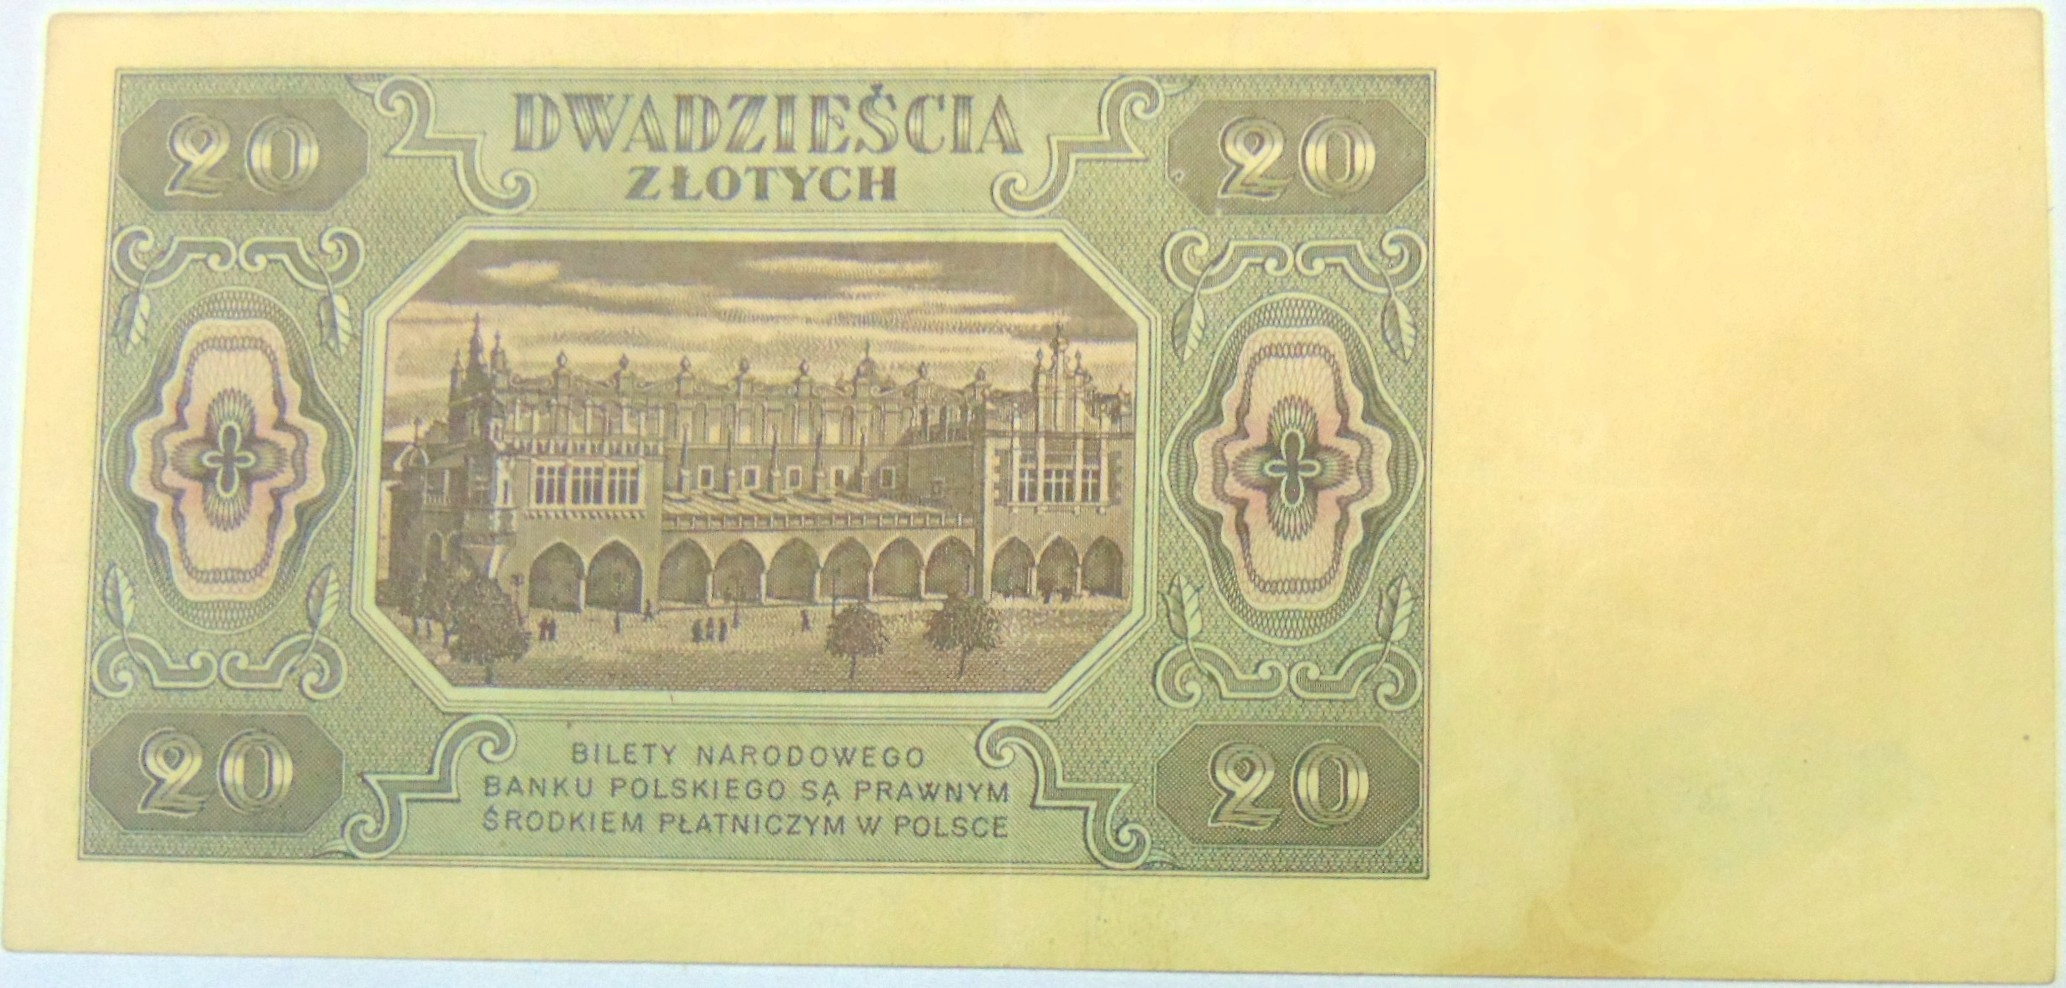 20 DWADZIEŚCIA 20
ZŁOTYCH
20 BILETY NARODOWEGO 20
BANKU POLSKIEGO SĄ PRAWNYM
ŚRODKIEM PŁATNICZYM W POLSCE